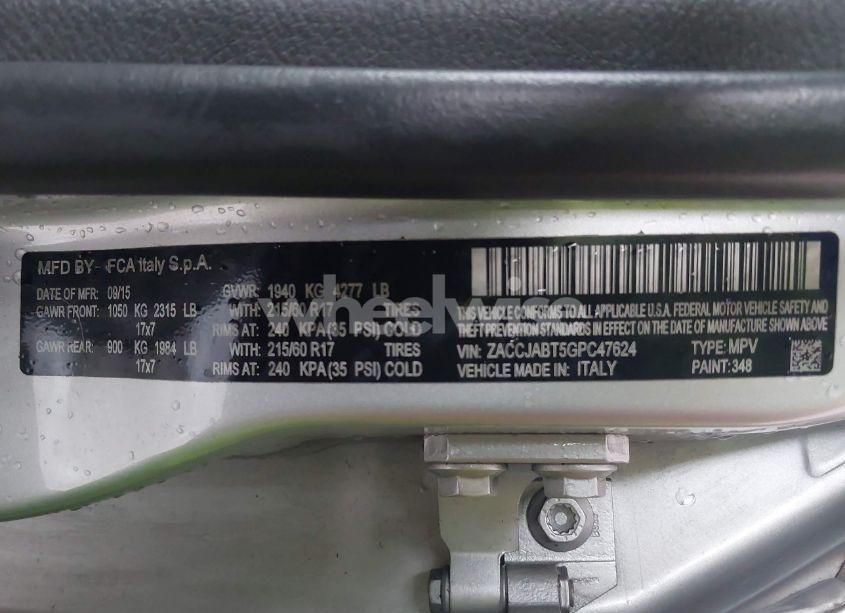 MFD BY - FCA Italy S.p.A.
DATE OF MFR: 09/15 GVWR: 1940 KG 4277 LB
GAWR FRONT: 1050 KG 2315 LB WITH: 215/60 R17 TIRES
17x7 RIMS AT: 240 KPA(35 PSI) COLD
GAWR REAR: 900 KG 1984 LB WITH: 215/60 R17 TIRES
17x7 RIMS AT: 240 KPA(35 PSI) COLD
THIS VEHICLE CONFORMS TO ALL APPLICABLE U.S.A. FEDERAL MOTOR VEHICLE SAFETY AND
THEFT PREVENTION STANDARDS IN EFFECT ON THE DATE OF MANUFACTURE SHOWN ABOVE
VIN: ZACCJABT5GPC47624 TYPE: MPV
VEHICLE MADE IN: ITALY PAINT: 348
wheelwise